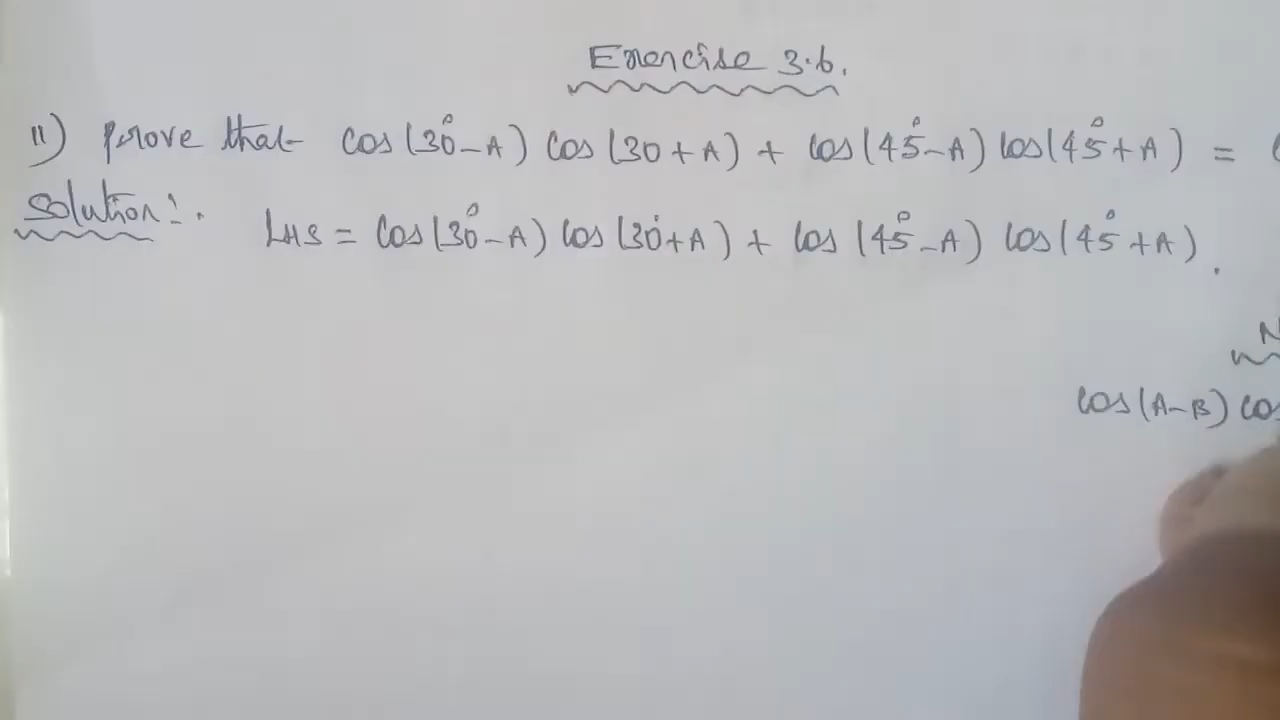 Exercise 3.6.
11) prove that cos(30°-A) cos(30+A) + cos(45°-A) cos(45°+A) =
Solution:. LHS = cos(30°-A) cos(30°+A) + cos(45°-A) cos(45°+A).
N
cos(A-B) cos